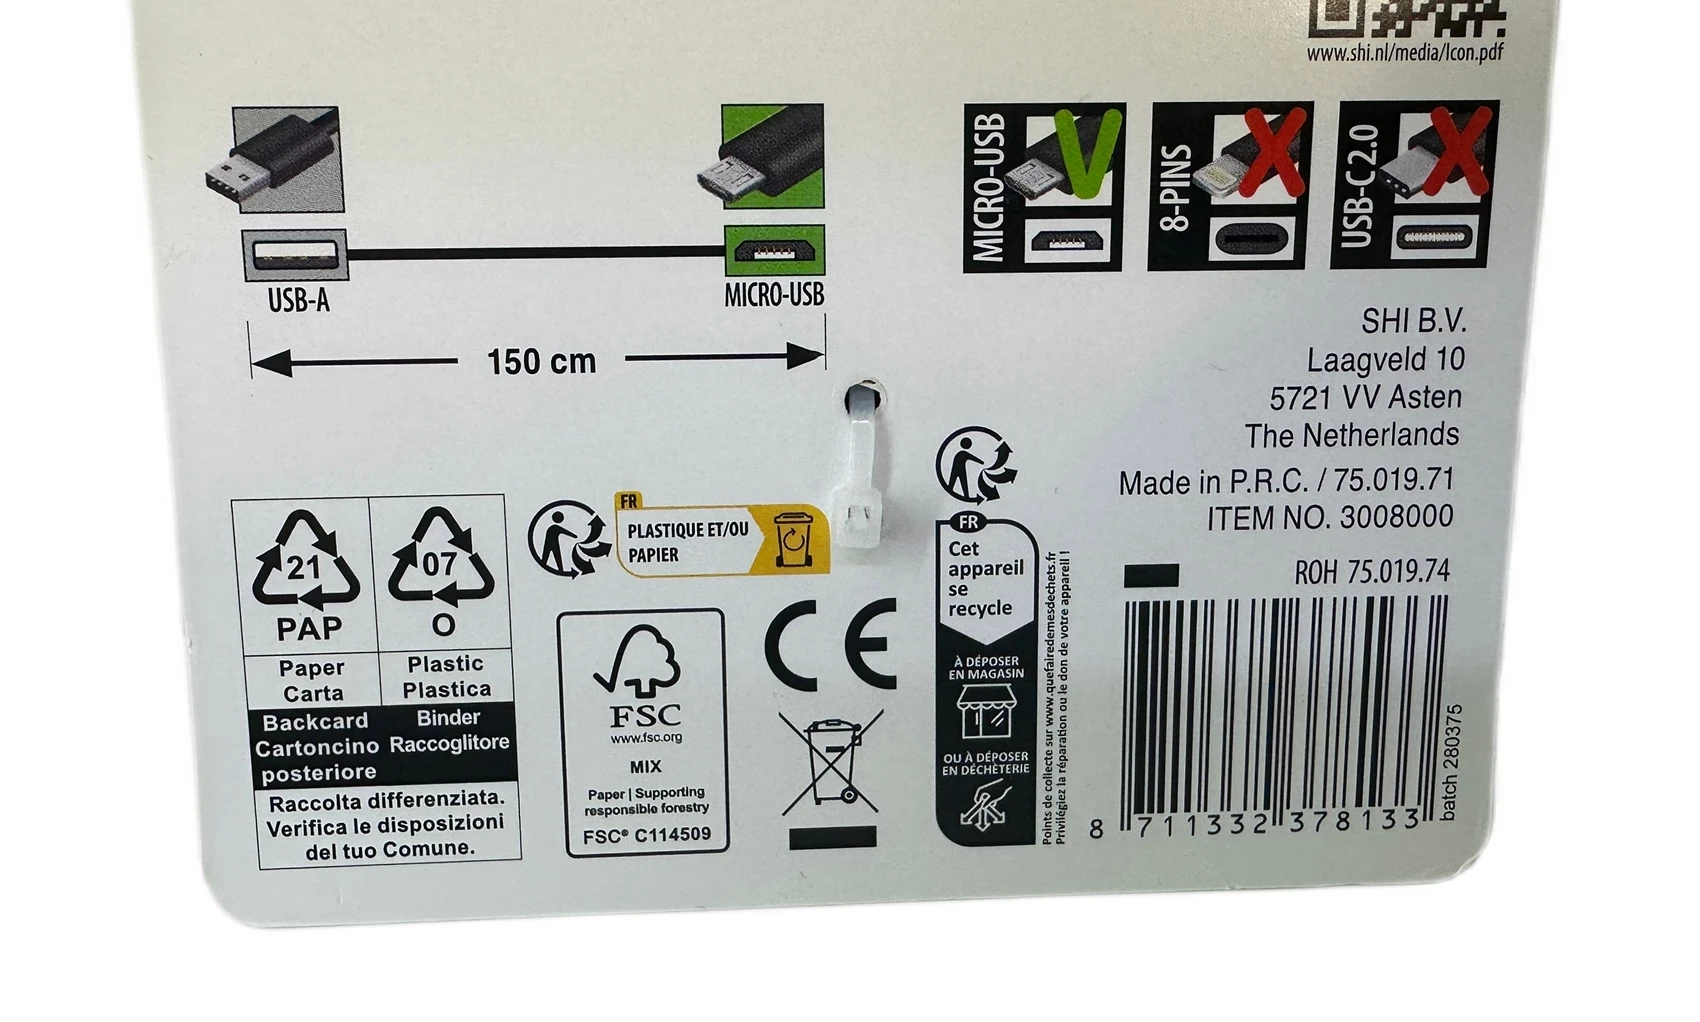 www.shi.nl/media/Icon.pdf
MICRO-USB
8-PINS
USB-C 2.0
USB-A
MICRO-USB
150 cm
SHI B.V.
Laagveld 10
5721 VV Asten
The Netherlands
Made in P.R.C. / 75.019.71
ITEM NO. 3008000
ROH 75.019.74
8 711332 378133
batch 280375
21
PAP
Paper
Carta
Backcard
Cartoncino
posteriore
07
O
Plastic
Plastica
Binder
Raccoglitore
Raccolta differenziata.
Verifica le disposizioni
del tuo Comune.
FR
PLASTIQUE ET/OU
PAPIER
FSC
www.fsc.org
MIX
Paper | Supporting
responsible forestry
FSC® C114509
CE
FR
Cet
appareil
se
recycle
À DÉPOSER
EN MAGASIN
OU À DÉPOSER
EN DÉCHÈTERIE
Points de collecte sur www.quefairedemesdechets.fr
Privilégiez la réparation ou le don de votre appareil !